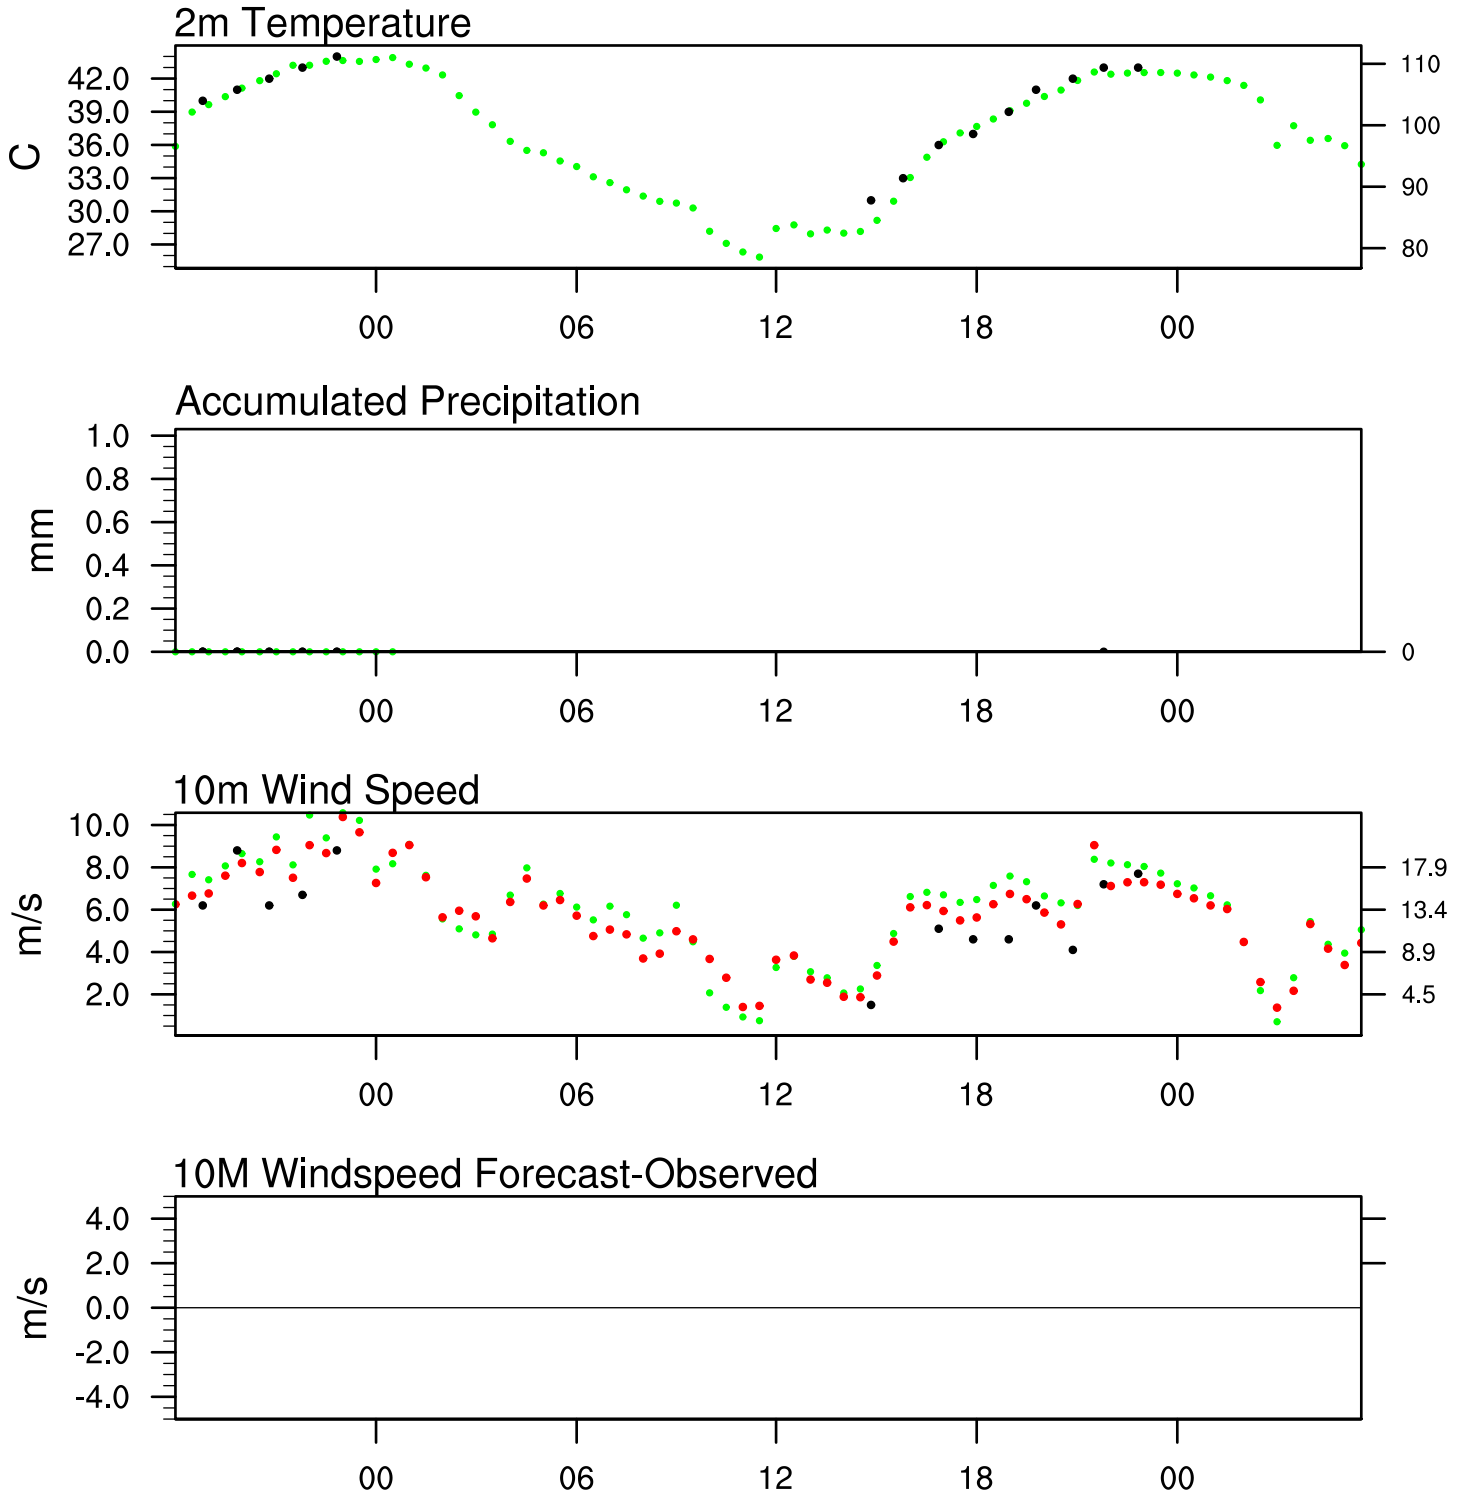 2m Temperature
C
42.0
39.0
36.0
33.0
30.0
27.0
110
100
90
80
00 06 12 18 00
Accumulated Precipitation
mm
1.0
0.8
0.6
0.4
0.2
0.0
0
00 06 12 18 00
10m Wind Speed
m/s
10.0
8.0
6.0
4.0
2.0
17.9
13.4
8.9
4.5
00 06 12 18 00
10M Windspeed Forecast-Observed
m/s
4.0
2.0
0.0
-2.0
-4.0
00 06 12 18 00